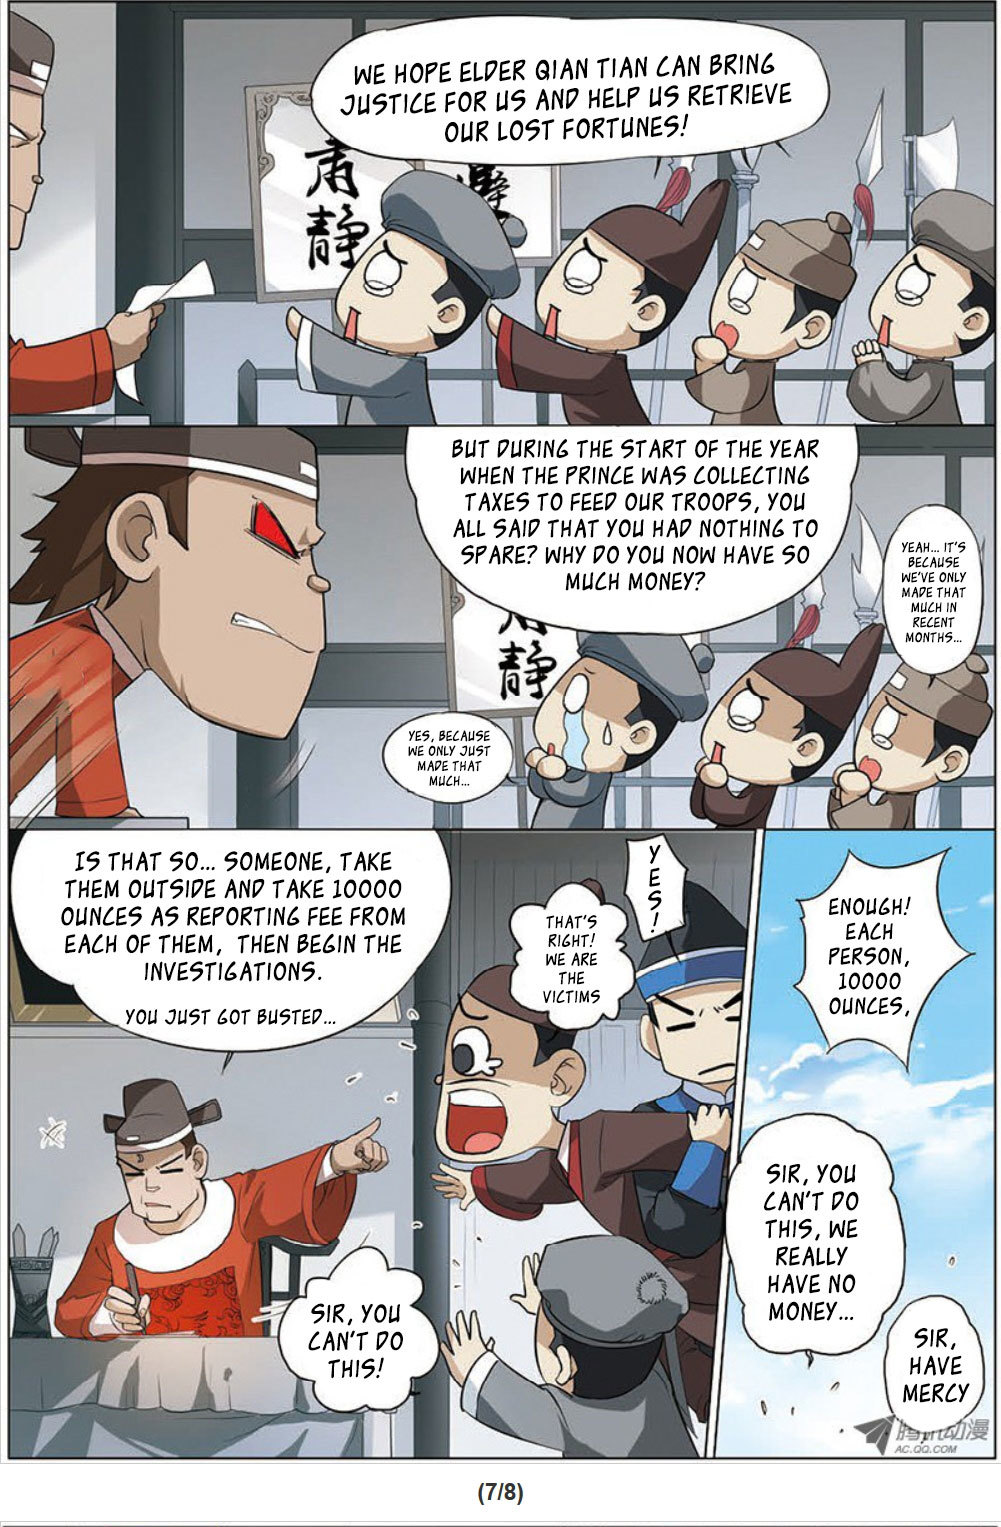 WE HOPE ELDER QIAN TIAN CAN BRING
JUSTICE FOR US AND HELP US RETRIEVE
OUR LOST FORTUNES!
肃
静
避
BUT DURING THE START OF THE YEAR
WHEN THE PRINCE WAS COLLECTING
TAXES TO FEED OUR TROOPS, YOU
ALL SAID THAT YOU HAD NOTHING TO
SPARE? WHY DO YOU NOW HAVE SO
MUCH MONEY?
YEAH... IT'S
BECAUSE
WE'VE ONLY
MADE THAT
MUCH IN
RECENT
MONTHS...
静
YES, BECAUSE
WE ONLY JUST
MADE THAT
MUCH...
IS THAT SO... SOMEONE, TAKE
THEM OUTSIDE AND TAKE 10000
OUNCES AS REPORTING FEE FROM
EACH OF THEM, THEN BEGIN THE
INVESTIGATIONS.
YOU JUST GOT BUSTED...
THAT'S
RIGHT!
WE ARE
THE
VICTIMS
YES!
SIR, YOU
CAN'T DO
THIS!
ENOUGH!
EACH
PERSON,
10000
OUNCES,
SIR, YOU
CAN'T DO
THIS, WE
REALLY
HAVE NO
MONEY...
SIR,
HAVE
MERCY
腾讯动漫
AC.QQ.COM
(7/8)